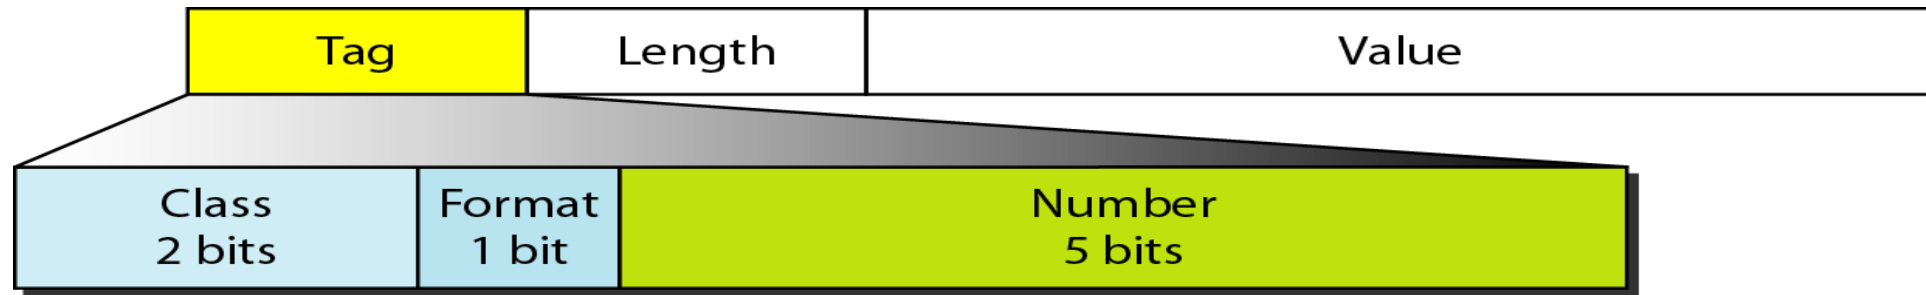 Tag Length Value
Class Format Number
2 bits 1 bit 5 bits